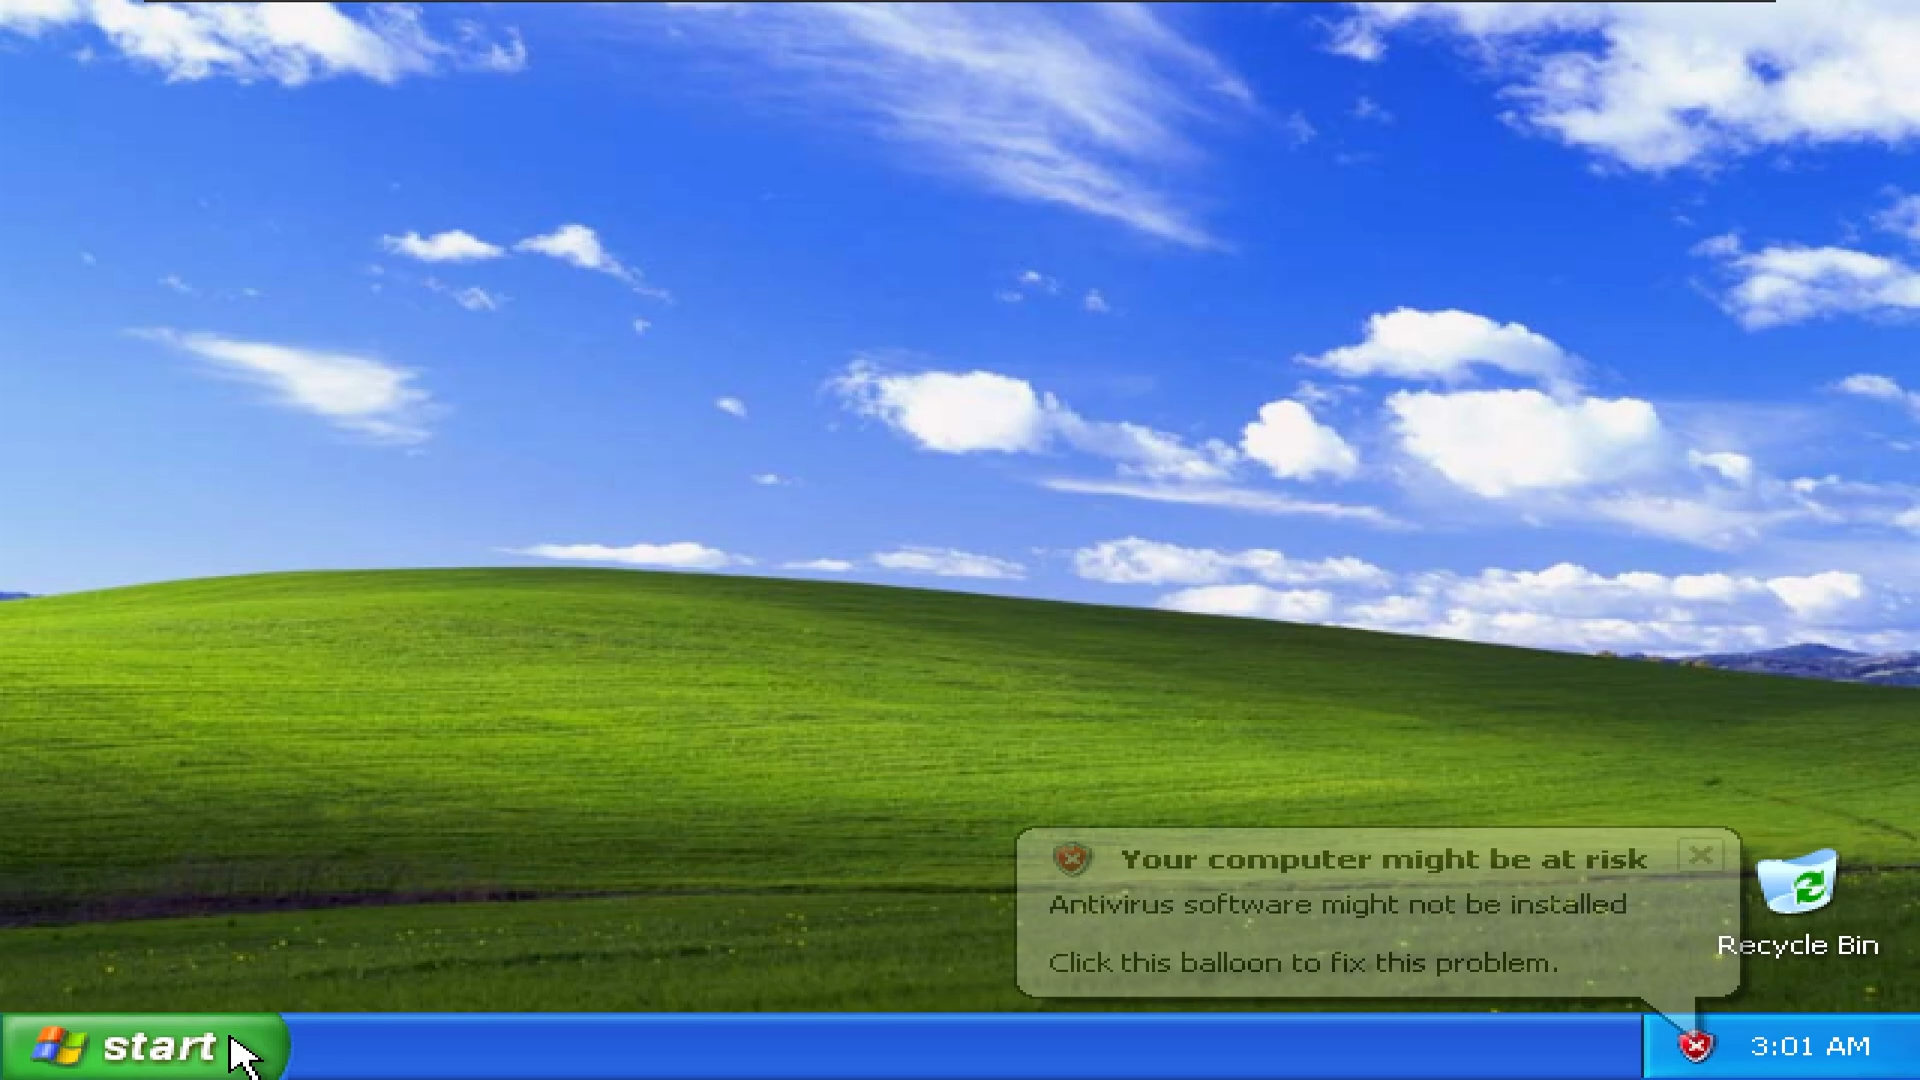 Your computer might be at risk
Antivirus software might not be installed
Click this balloon to fix this problem.
Recycle Bin
start
3:01 AM